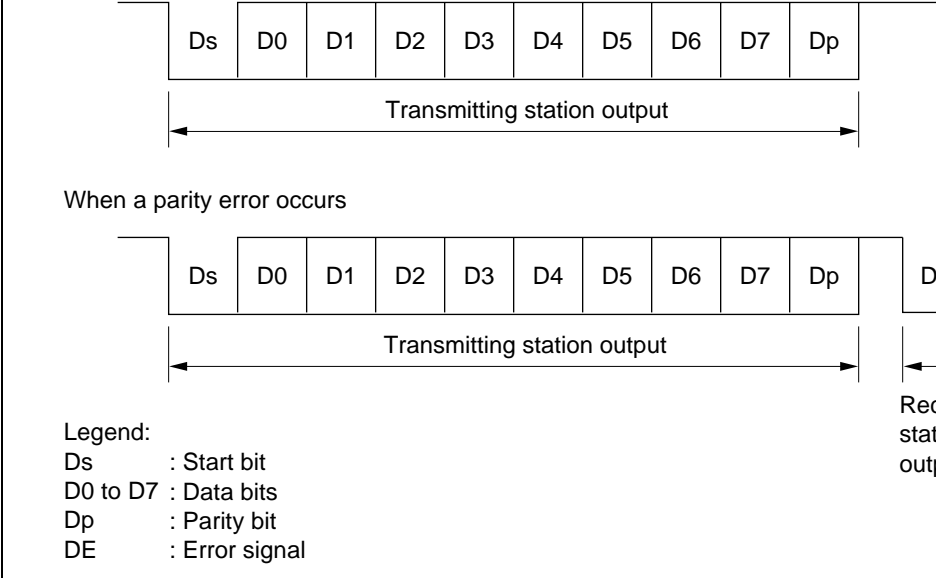 Ds D0 D1 D2 D3 D4 D5 D6 D7 Dp
Transmitting station output
When a parity error occurs
Ds D0 D1 D2 D3 D4 D5 D6 D7 Dp
Transmitting station output
Legend:
Ds : Start bit
D0 to D7 : Data bits
Dp : Parity bit
DE : Error signal